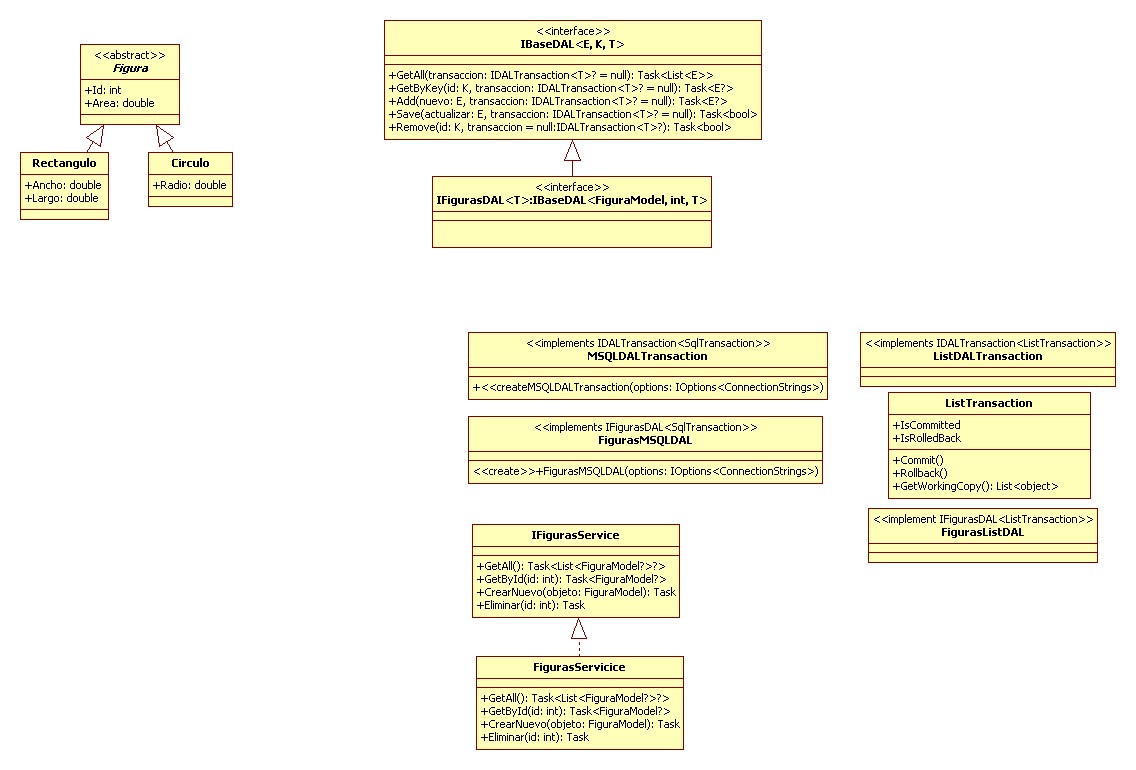 <<abstract>>
Figura
+Id: int
+Area: double
Rectangulo
+Ancho: double
+Largo: double
Circulo
+Radio: double
<<interface>>
IBaseDAL<E, K, T>
+GetAll(transaccion: IDALTransaction<T>? = null): Task<List<E>>
+GetByKey(id: K, transaccion: IDALTransaction<T>? = null): Task<E?>
+Add(nuevo: E, transaccion: IDALTransaction<T>? = null): Task<E?>
+Save(actualizar: E, transaccion: IDALTransaction<T>? = null): Task<bool>
+Remove(id: K, transaccion = null:IDALTransaction<T>?): Task<bool>
<<interface>>
IFigurasDAL<T>:IBaseDAL<FiguraModel, int, T>
<<implements IDALTransaction<SqlTransaction>>
MSQLDALTransaction
+<<createMSQLDALTransaction(options: IOptions<ConnectionStrings>)
<<implements IFigurasDAL<SqlTransaction>>
FigurasMSQLDAL
<<create>>+FigurasMSQLDAL(options: IOptions<ConnectionStrings>)
<<implements IDALTransaction<ListTransaction>>
ListDALTransaction
ListTransaction
+IsCommitted
+IsRolledBack
+Commit()
+Rollback()
+GetWorkingCopy(): List<object>
<<implement IFigurasDAL<ListTransaction>>
FigurasListDAL
IFigurasService
+GetAll(): Task<List<FiguraModel?>?>
+GetById(id: int): Task<FiguraModel?>
+CrearNuevo(objeto: FiguraModel): Task
+Eliminar(id: int): Task
FigurasServicice
+GetAll(): Task<List<FiguraModel?>?>
+GetById(id: int): Task<FiguraModel?>
+CrearNuevo(objeto: FiguraModel): Task
+Eliminar(id: int): Task